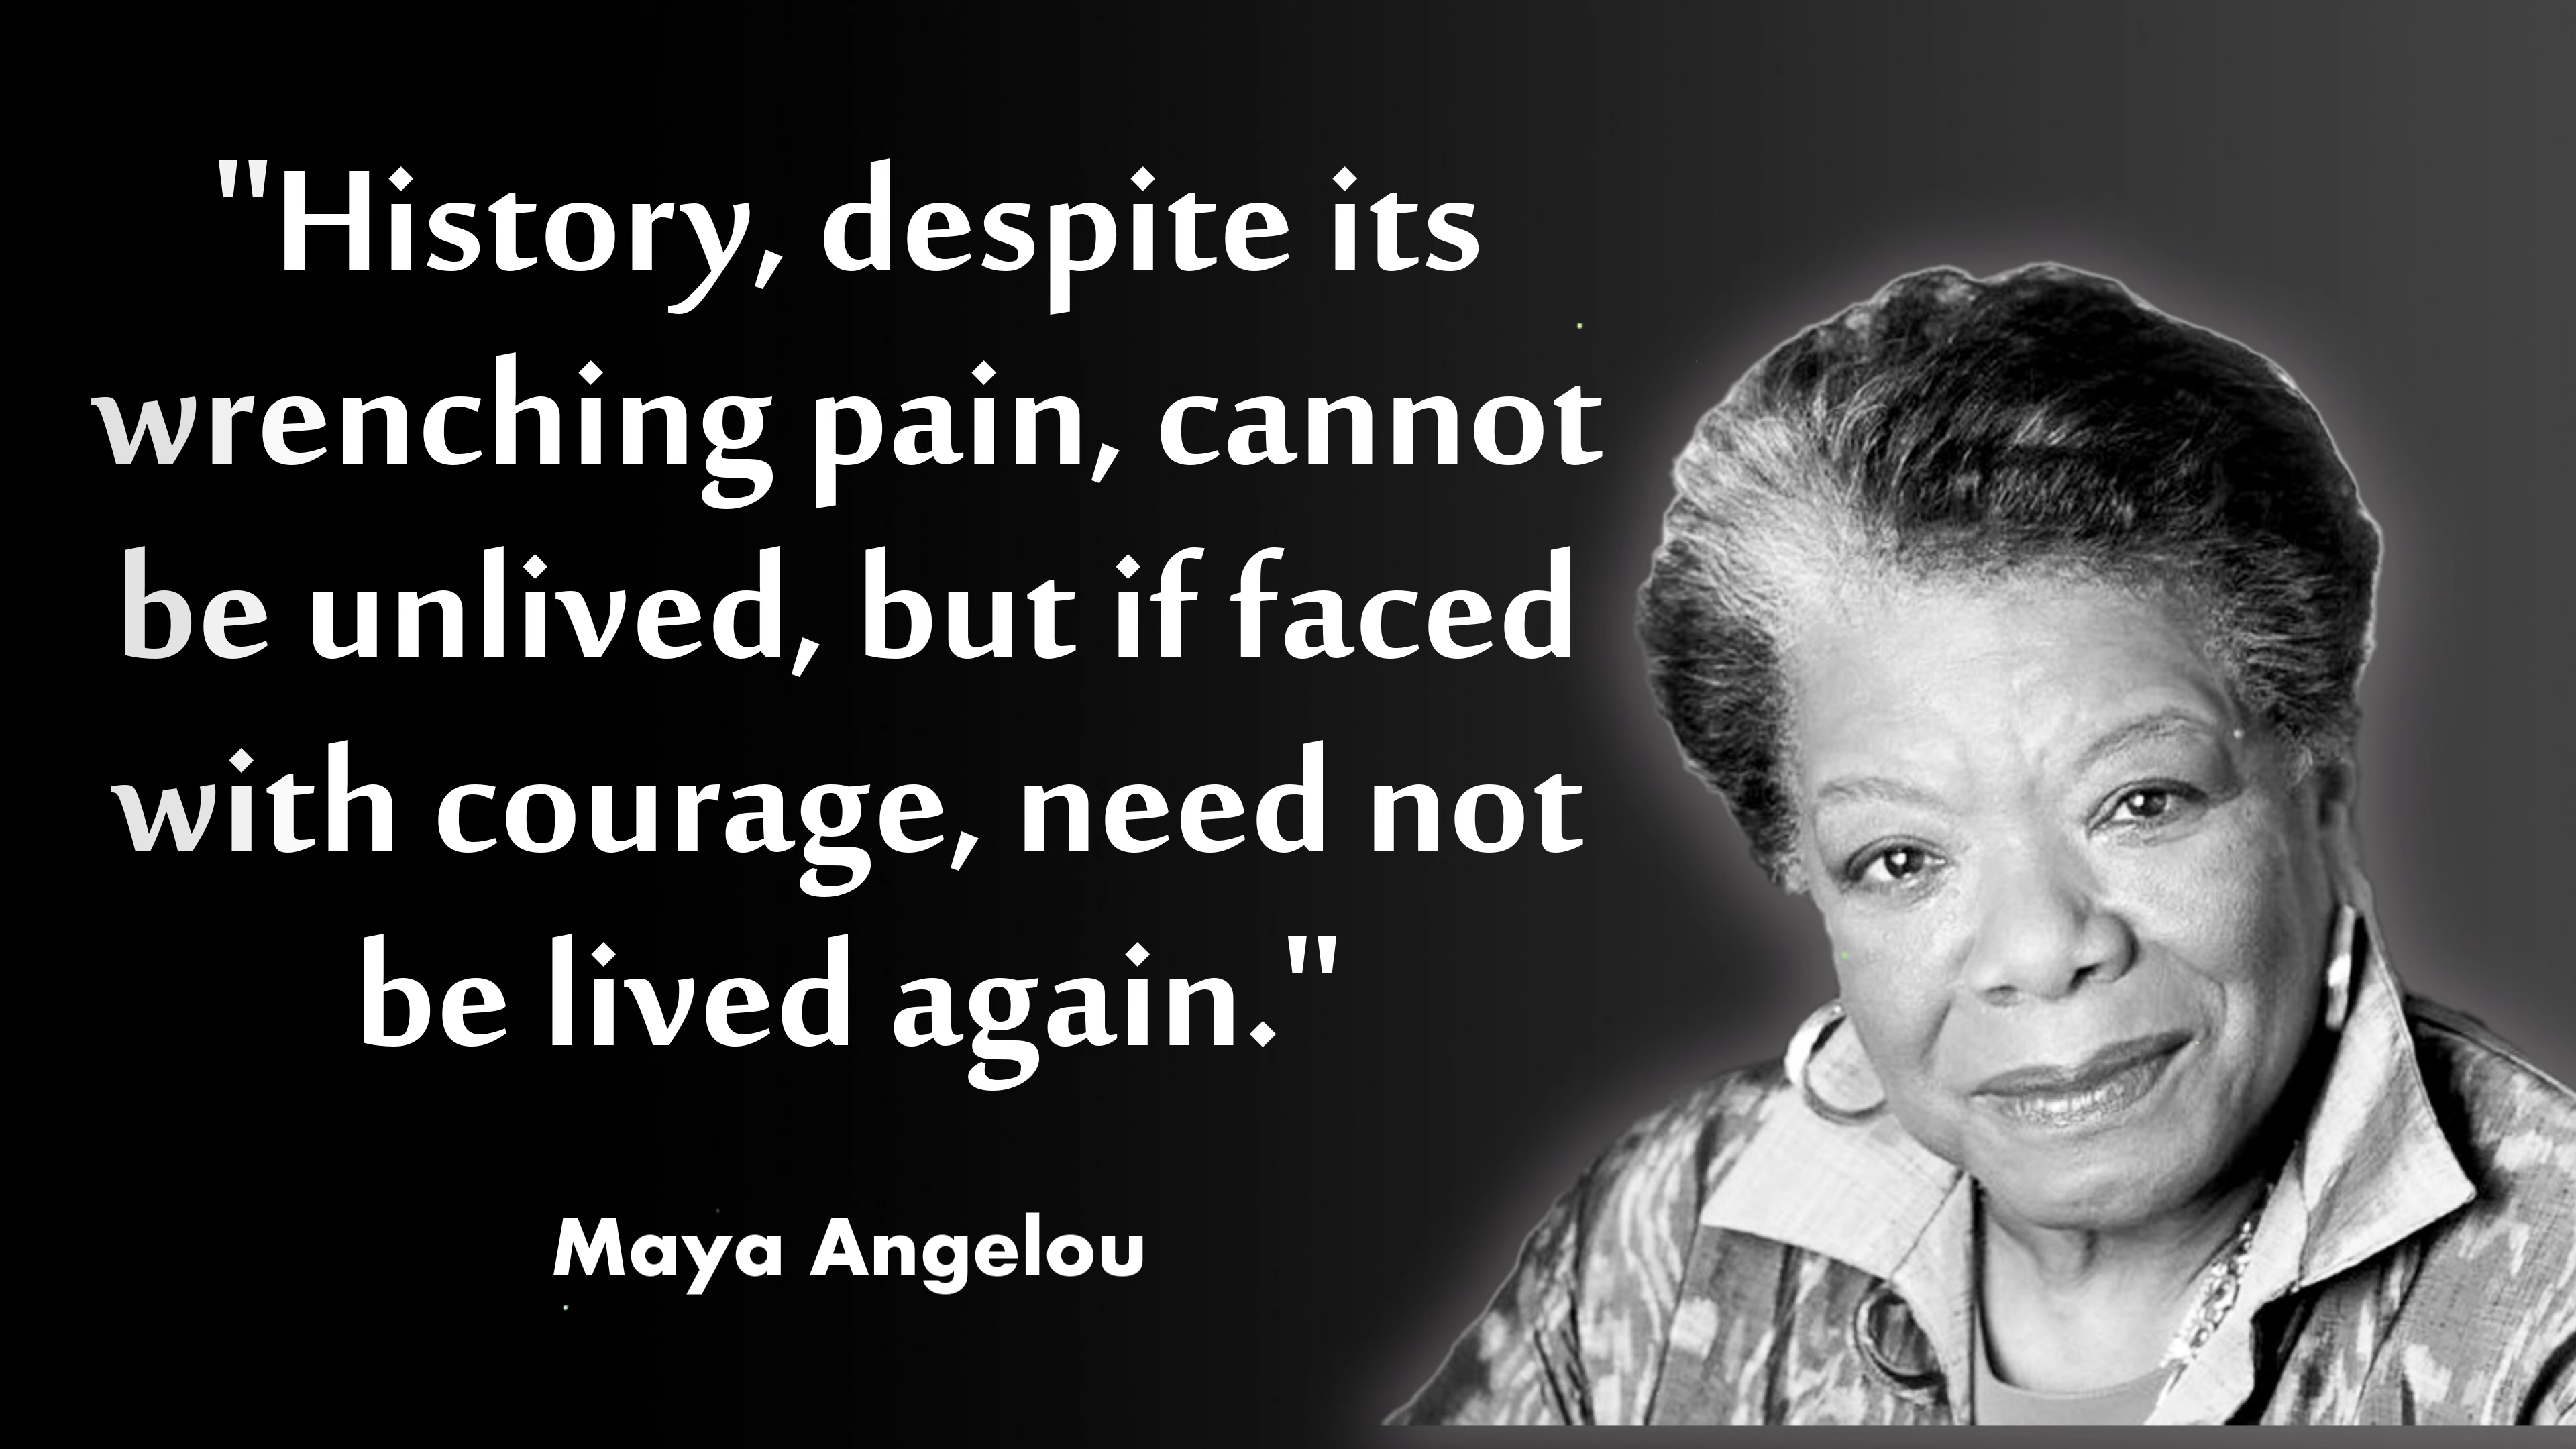 "History, despite its
wrenching pain, cannot
be unlived, but if faced
with courage, need not
be lived again."
Maya Angelou